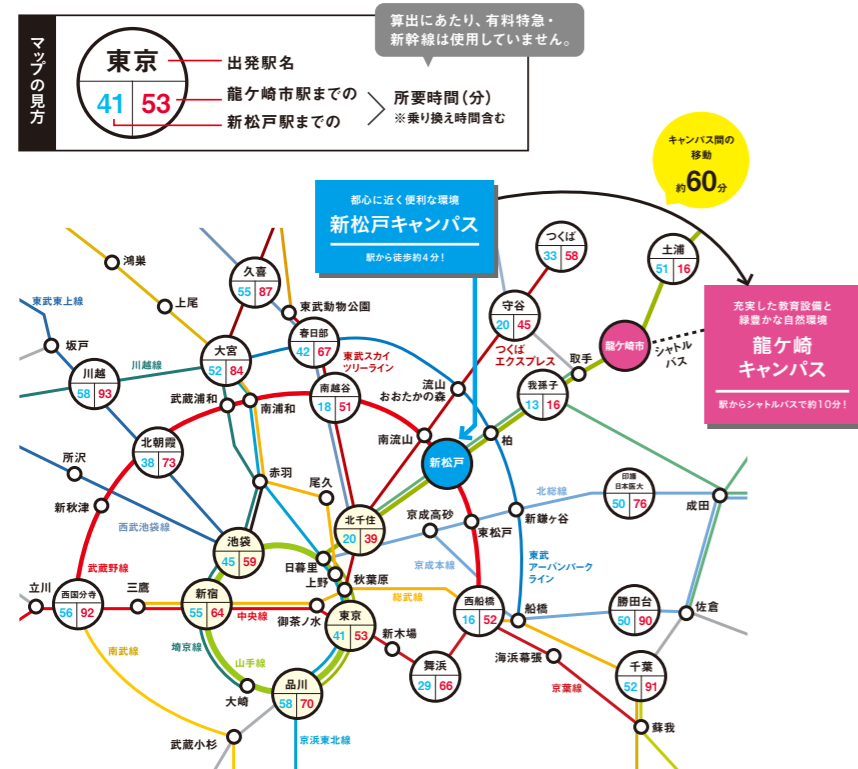 マップの見方
東京
41 53
出発駅名
龍ケ崎市駅までの
新松戸駅までの
所要時間（分）
※乗り換え時間含む
算出にあたり、有料特急・
新幹線は使用していません。
キャンパス間の
移動
約60分
都心に近く便利な環境
新松戸キャンパス
駅から徒歩約4分！
充実した教育設備と
緑豊かな自然環境
龍ケ崎
キャンパス
駅からシャトルバスで約10分！
つくば
33 58
土浦
51 16
鴻巣
久喜
55 87
東武東上線
上尾
東武動物公園
守谷
20 45
つくば
エクスプレス
龍ケ崎市
シャトル
バス
坂戸
川越線
大宮
52 84
春日部
42 67
東武スカイ
ツリーライン
取手
川越
58 93
武蔵浦和
南浦和
南越谷
18 51
流山
おおたかの森
我孫子
13 16
北朝霞
38 73
南流山
柏
新松戸
所沢
赤羽
尾久
新秋津
西武池袋線
北千住
20 39
京成高砂
北総線
印旛
日本医大
50 76
成田
新鎌ヶ谷
東松戸
池袋
45 59
日暮里
上野
京成本線
東武
アーバンパーク
ライン
武蔵野線
秋葉原
立川
西国分寺
56 92
三鷹
新宿
55 64
中央線
御茶ノ水
総武線
西船橋
16 52
船橋
勝田台
50 90
佐倉
東京
41 53
新木場
南武線
埼京線
山手線
舞浜
29 66
海浜幕張
千葉
52 91
大崎
品川
58 70
京葉線
武蔵小杉
京浜東北線
蘇我